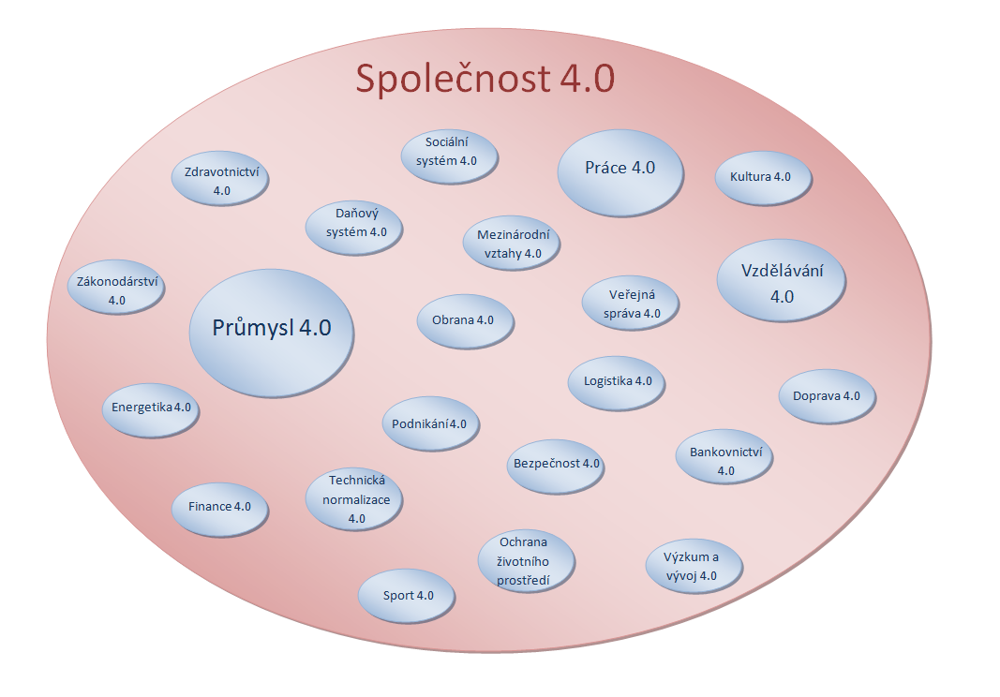 Společnost 4.0
Sociální
systém 4.0
Práce 4.0
Kultura 4.0
Zdravotnictví
4.0
Daňový
systém 4.0
Mezinárodní
vztahy 4.0
Vzdělávání
4.0
Zákonodárství
4.0
Průmysl 4.0
Obrana 4.0
Veřejná
správa 4.0
Logistika 4.0
Doprava 4.0
Energetika 4.0
Podnikání 4.0
Bezpečnost 4.0
Bankovnictví
4.0
Finance 4.0
Technická
normalizace
4.0
Ochrana
životního
prostředí
Výzkum a
vývoj 4.0
Sport 4.0